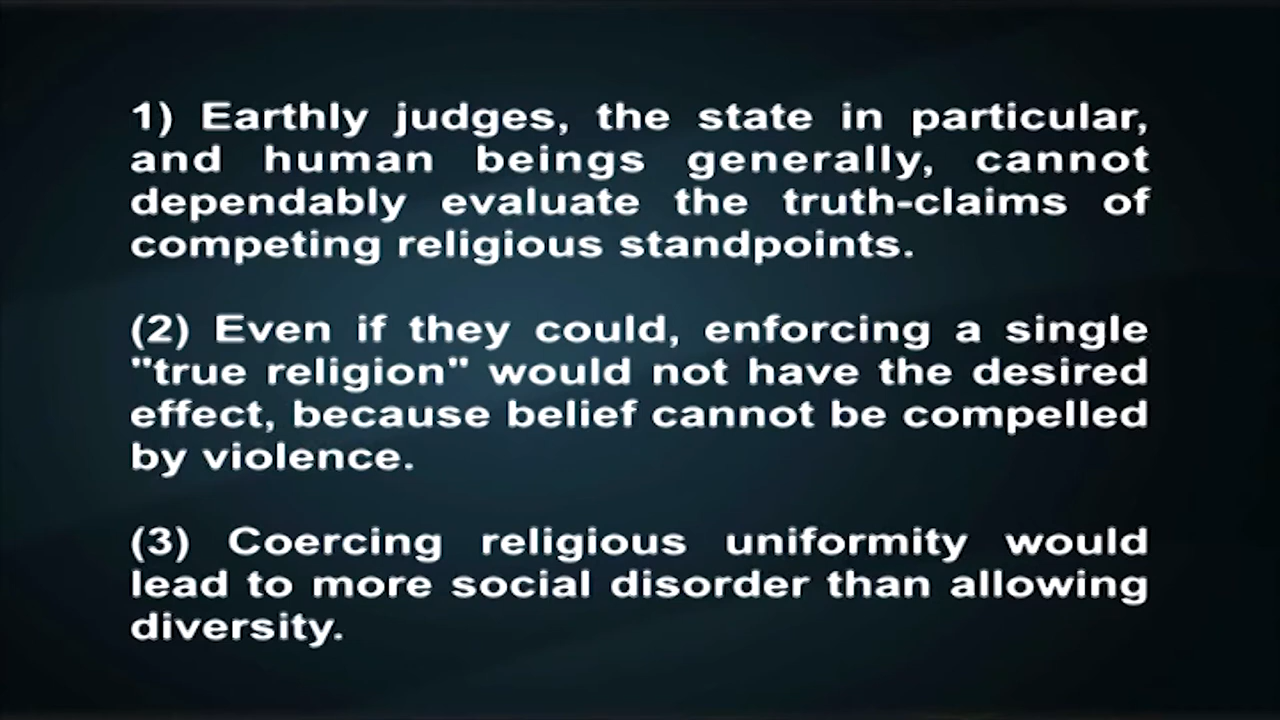 1) Earthly judges, the state in particular,
and human beings generally, cannot
dependably evaluate the truth-claims of
competing religious standpoints.
(2) Even if they could, enforcing a single
"true religion" would not have the desired
effect, because belief cannot be compelled
by violence.
(3) Coercing religious uniformity would
lead to more social disorder than allowing
diversity.